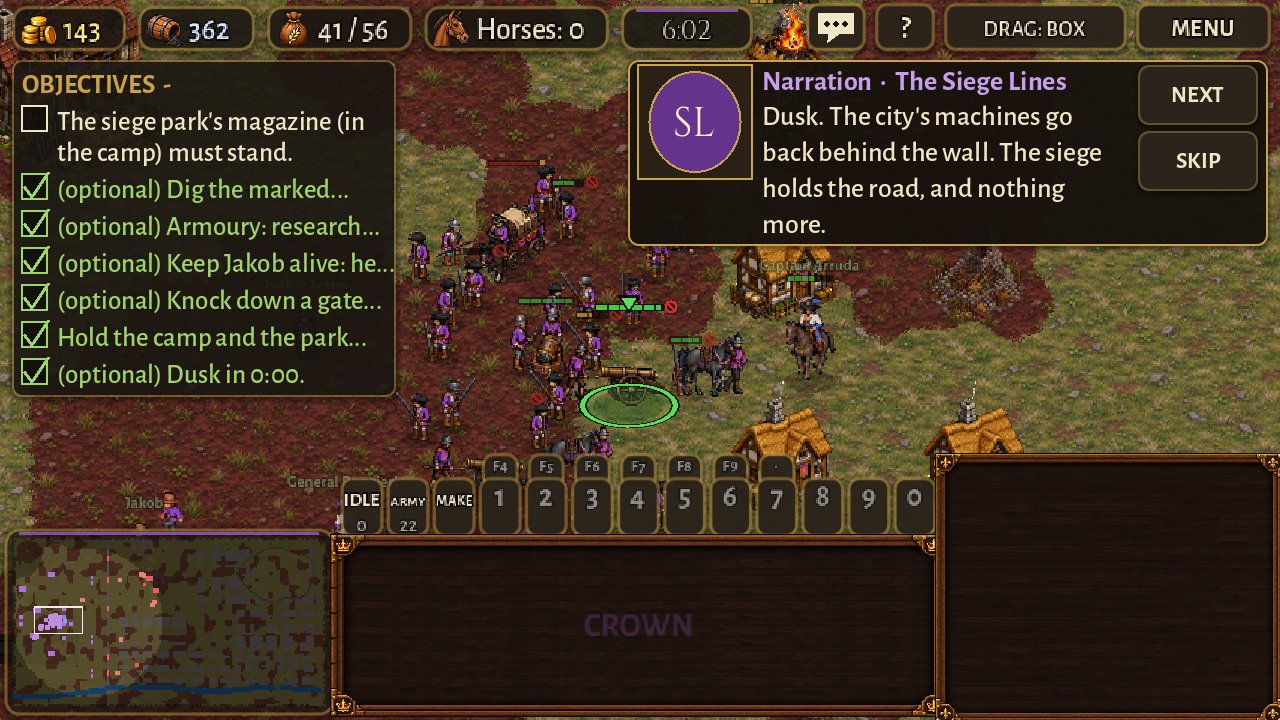 143
362
41 / 56
Horses: 0
6:02
?
DRAG: BOX
MENU
OBJECTIVES -
The siege park's magazine (in
the camp) must stand.
(optional) Dig the marked...
(optional) Armoury: research...
(optional) Keep Jakob alive: he...
(optional) Knock down a gate...
Hold the camp and the park...
(optional) Dusk in 0:00.
SL
Narration · The Siege Lines
Dusk. The city's machines go
back behind the wall. The siege
holds the road, and nothing
more.
NEXT
SKIP
Captain Arruda
Jakob
General
F4
F5
F6
F7
F8
F9
IDLE
0
ARMY
22
MAKE
1
2
3
4
5
6
7
8
9
0
CROWN